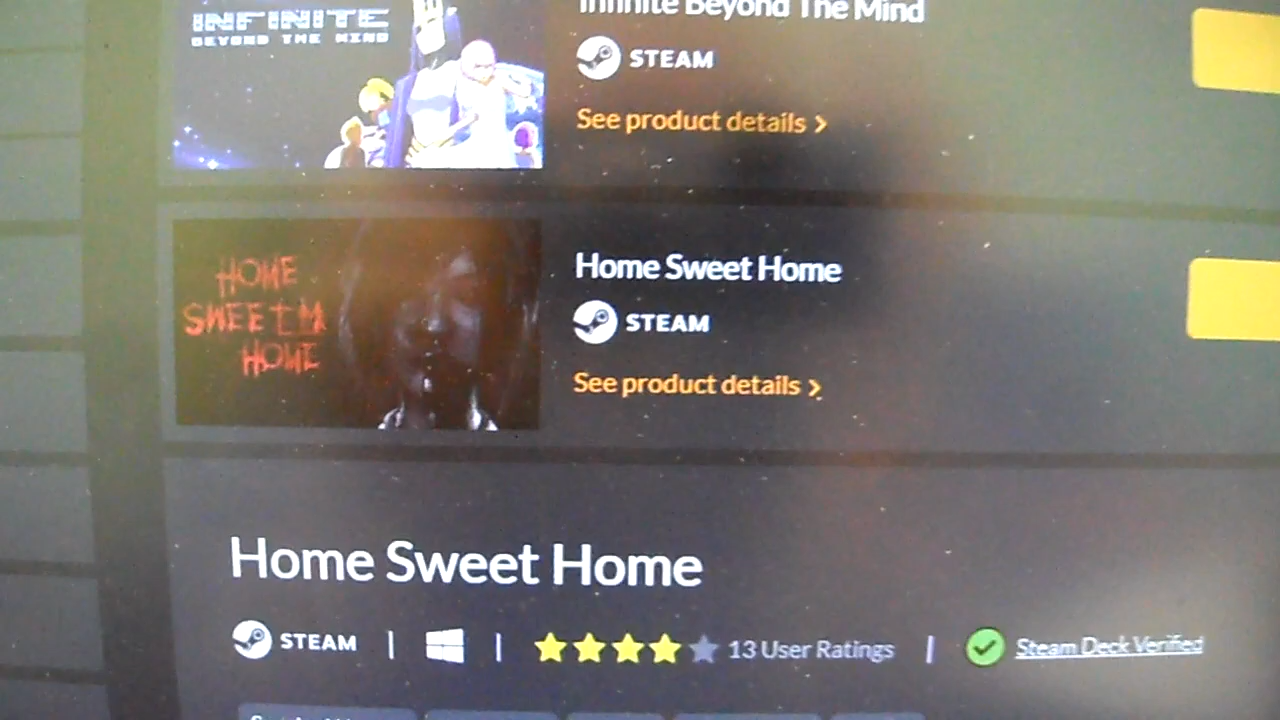 INFINITE
BEYOND THE MIND
Infinite Beyond The Mind
STEAM
See product details >
HOME
SWEET
HOME
Home Sweet Home
STEAM
See product details >
Home Sweet Home
STEAM | | 13 User Ratings | Steam Deck Verified